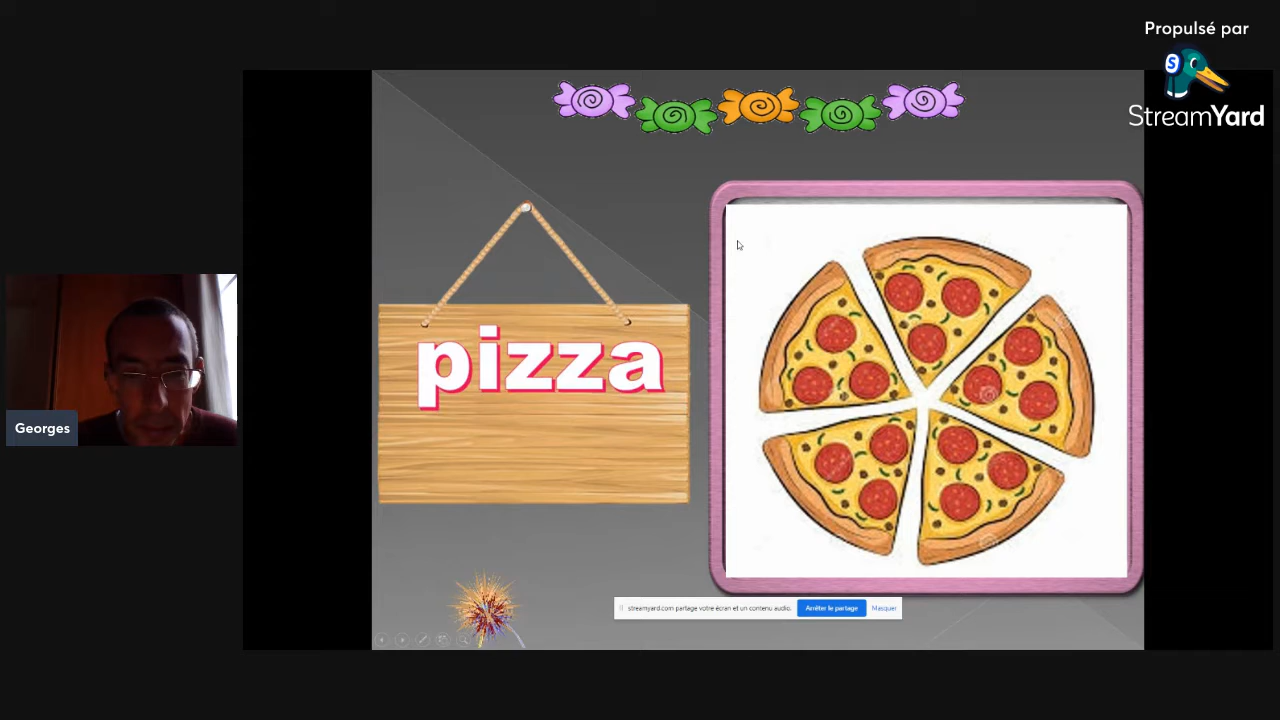 Propulsé par
S
StreamYard
pizza
Georges
streamyard.com partage votre écran et un contenu audio.
Arrêter le partage
Masquer